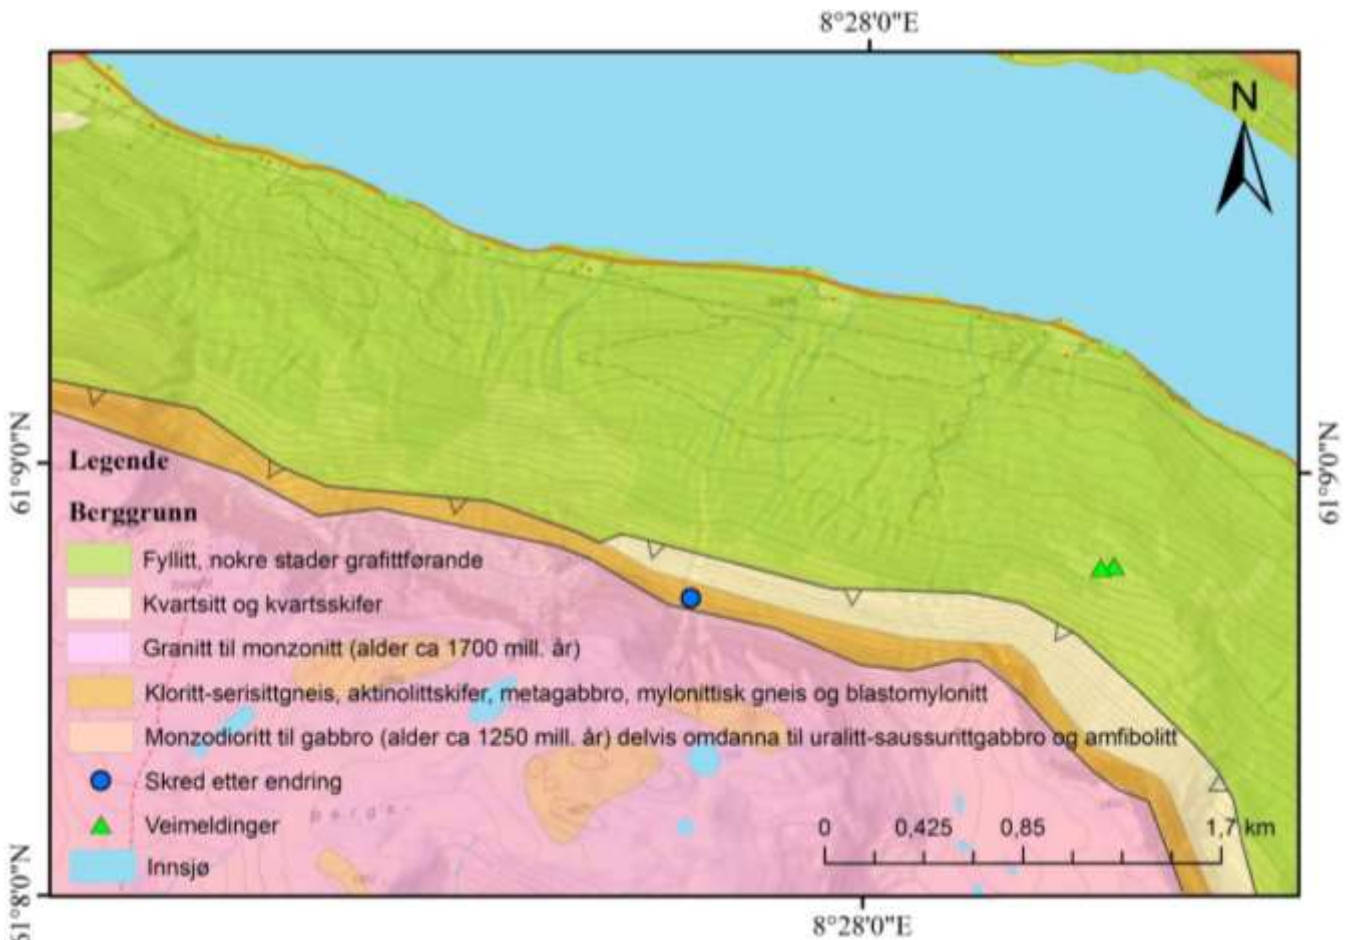 8°28'0"E
N
61°9'0"N
61°9'0"N
Legende
Berggrunn
Fyllitt, nokre stader grafittførande
Kvartsitt og kvartsskifer
Granitt til monzonitt (alder ca 1700 mill. år)
Kloritt-serisittgneis, aktinolittskifer, metagabbro, mylonittisk gneis og blastomylonitt
Monzodioritt til gabbro (alder ca 1250 mill. år) delvis omdanna til uralitt-saussurittgabbro og amfibolitt
Skred etter endring
Veimeldinger
Innsjø
0 0,425 0,85 1,7 km
61°8'0"N
8°28'0"E